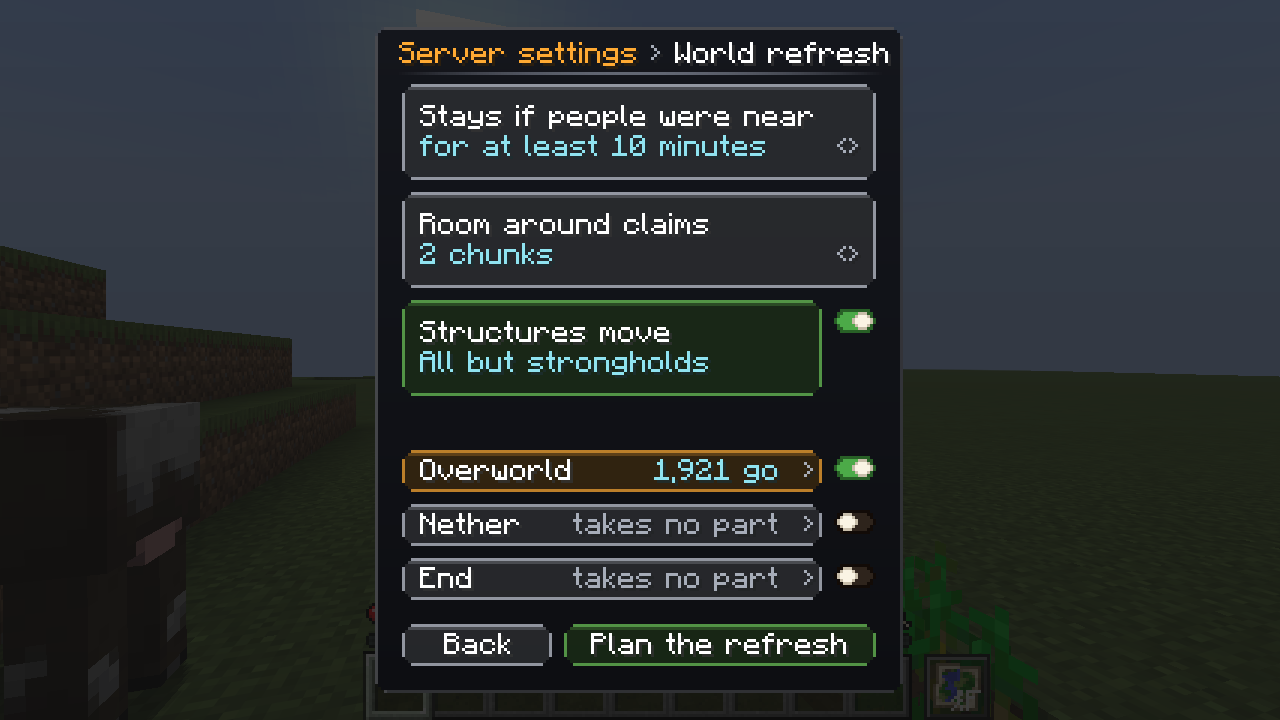 Server settings > World refresh
Stays if people were near
for at least 10 minutes
Room around claims
2 chunks
Structures move
All but strongholds
Overworld 1,921 go >
Nether takes no part >
End takes no part >
Back Plan the refresh